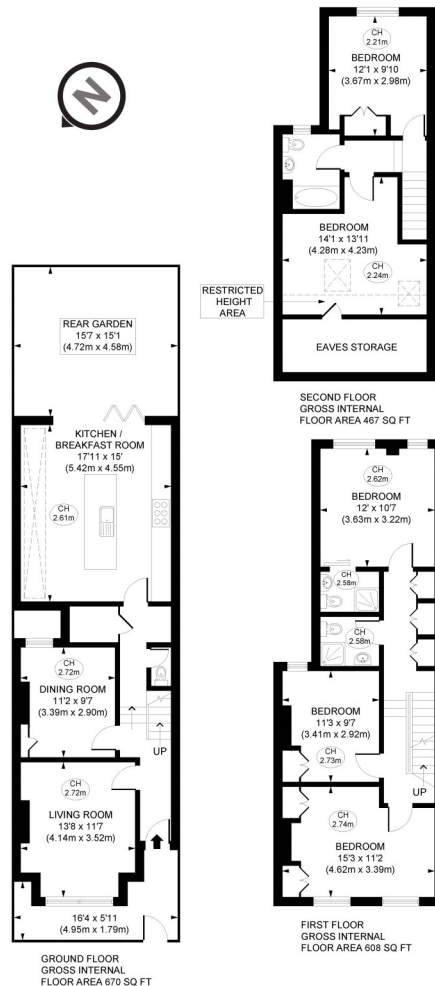 N
REAR GARDEN
15'7 x 15'1
(4.72m x 4.58m)
KITCHEN /
BREAKFAST ROOM
17'11 x 15'
(5.42m x 4.55m)
CH
2.61m
CH
2.72m
DINING ROOM
11'2 x 9'7
(3.39m x 2.90m)
UP
CH
2.72m
LIVING ROOM
13'8 x 11'7
(4.14m x 3.52m)
16'4 x 5'11
(4.95m x 1.79m)
GROUND FLOOR
GROSS INTERNAL
FLOOR AREA 670 SQ FT
CH
2.21m
BEDROOM
12'1 x 9'10
(3.67m x 2.98m)
BEDROOM
14'1 x 13'11
(4.28m x 4.23m)
CH
2.24m
RESTRICTED
HEIGHT
AREA
EAVES STORAGE
SECOND FLOOR
GROSS INTERNAL
FLOOR AREA 467 SQ FT
CH
2.62m
BEDROOM
12' x 10'7
(3.63m x 3.22m)
CH
2.58m
CH
2.58m
BEDROOM
11'3 x 9'7
(3.41m x 2.92m)
CH
2.73m
UP
CH
2.74m
BEDROOM
15'3 x 11'2
(4.62m x 3.39m)
FIRST FLOOR
GROSS INTERNAL
FLOOR AREA 608 SQ FT